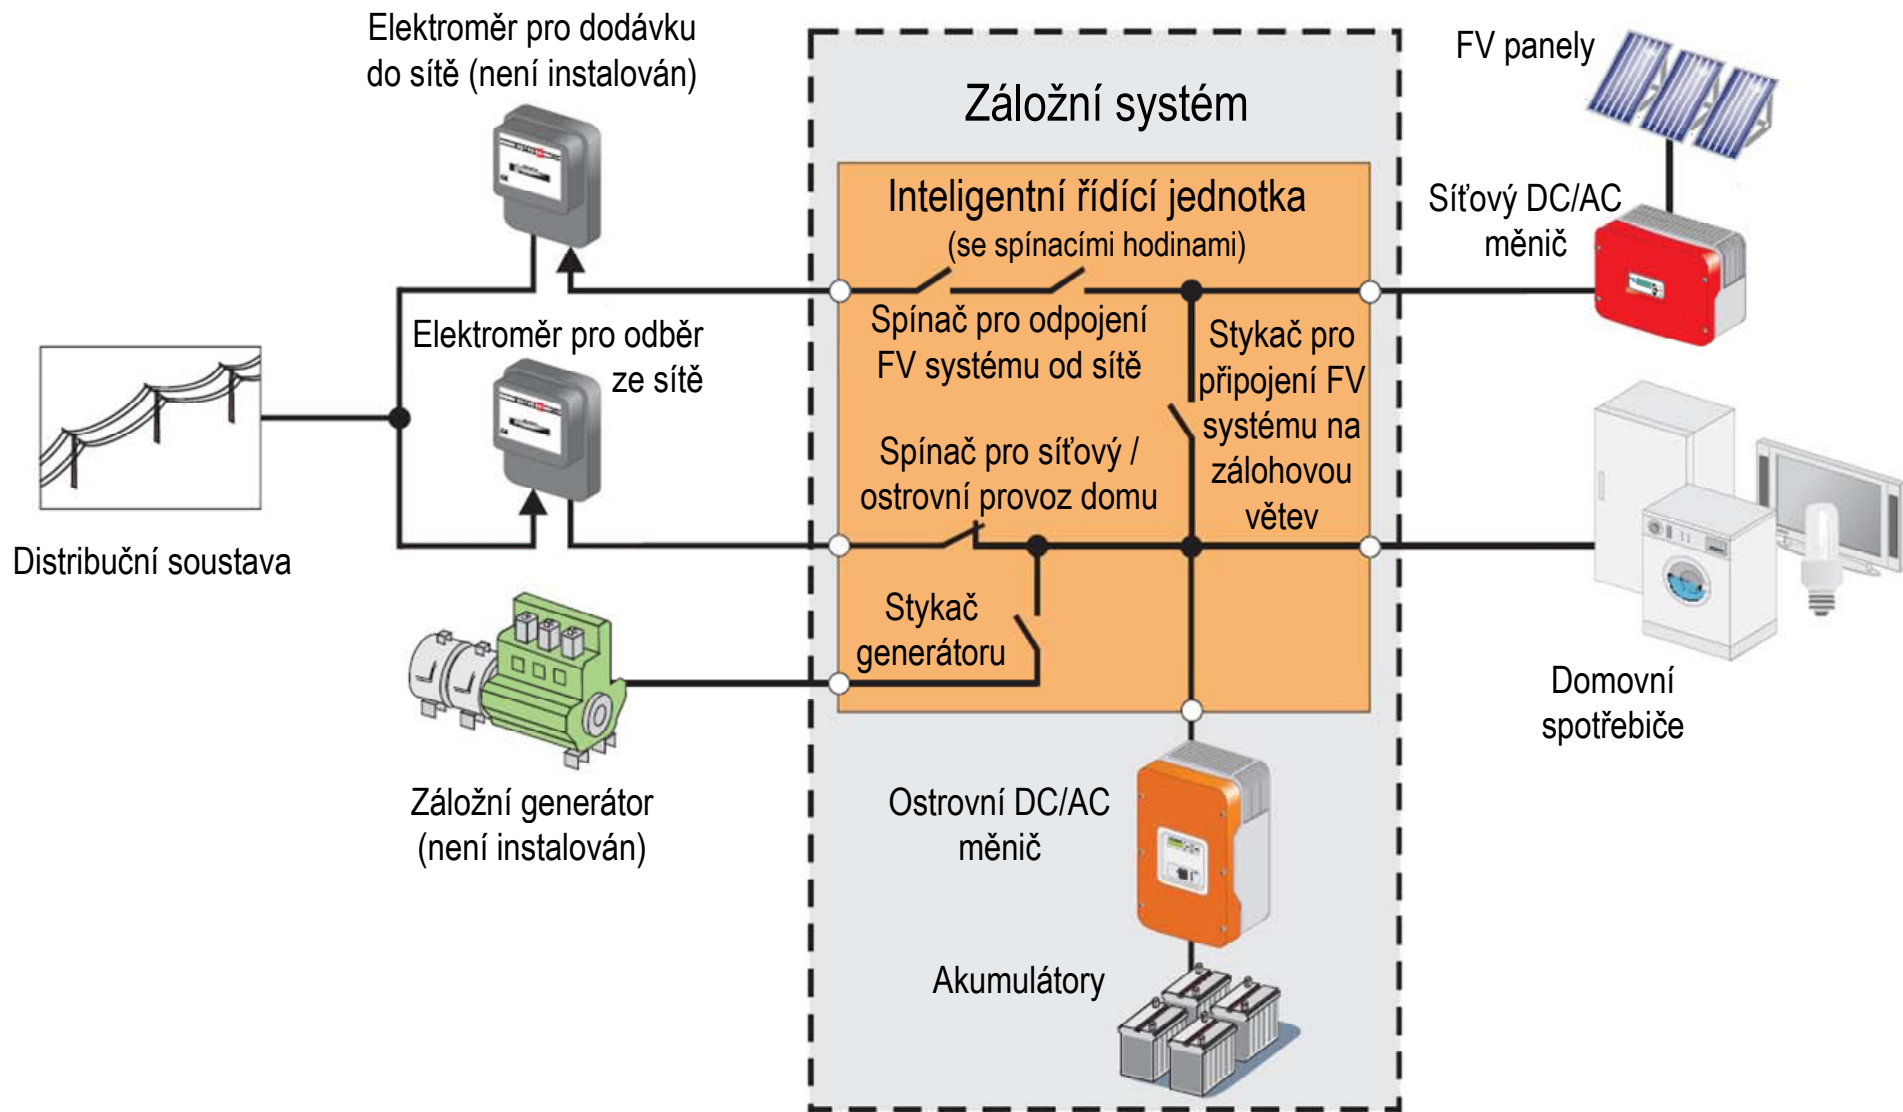 Elektroměr pro dodávku
do sítě (není instalován)
Záložní systém
FV panely
Inteligentní řídící jednotka
(se spínacími hodinami)
Síťový DC/AC
měnič
Elektroměr pro odběr
ze sítě
Spínač pro odpojení
FV systému od sítě
Stykač pro
připojení FV
systému na
zálohovou
větev
Spínač pro síťový /
ostrovní provoz domu
Distribuční soustava
Stykač
generátoru
Domovní
spotřebiče
Záložní generátor
(není instalován)
Ostrovní DC/AC
měnič
Akumulátory